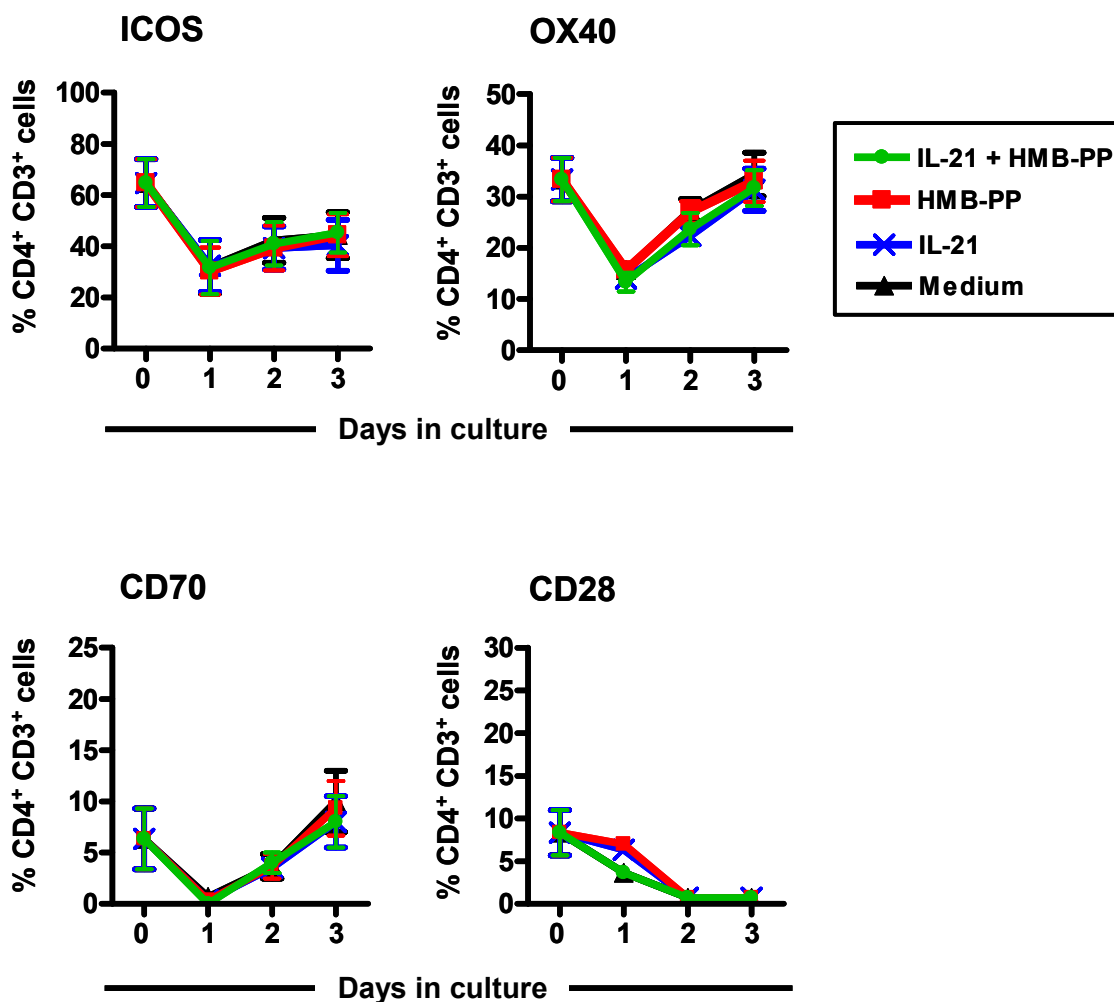 ICOS
% CD4⁺ CD3⁺ cells
100
80
60
40
20
0
0 1 2 3
OX40
% CD4⁺ CD3⁺ cells
50
40
30
20
10
0
0 1 2 3
Days in culture
IL-21 + HMB-PP
HMB-PP
IL-21
Medium
CD70
% CD4⁺ CD3⁺ cells
25
20
15
10
5
0
0 1 2 3
CD28
% CD4⁺ CD3⁺ cells
30
25
20
15
10
5
0
0 1 2 3
Days in culture